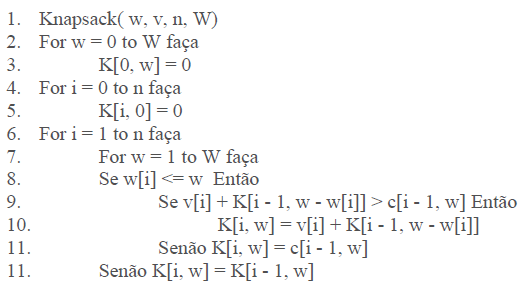 1. Knapsack( w, v, n, W)
2. For w = 0 to W faça
3. K[0, w] = 0
4. For i = 0 to n faça
5. K[i, 0] = 0
6. For i = 1 to n faça
7. For w = 1 to W faça
8. Se w[i] <= w Então
9. Se v[i] + K[i - 1, w - w[i]] > c[i - 1, w] Então
10. K[i, w] = v[i] + K[i - 1, w - w[i]]
11. Senão K[i, w] = c[i - 1, w]
11. Senão K[i, w] = K[i - 1, w]